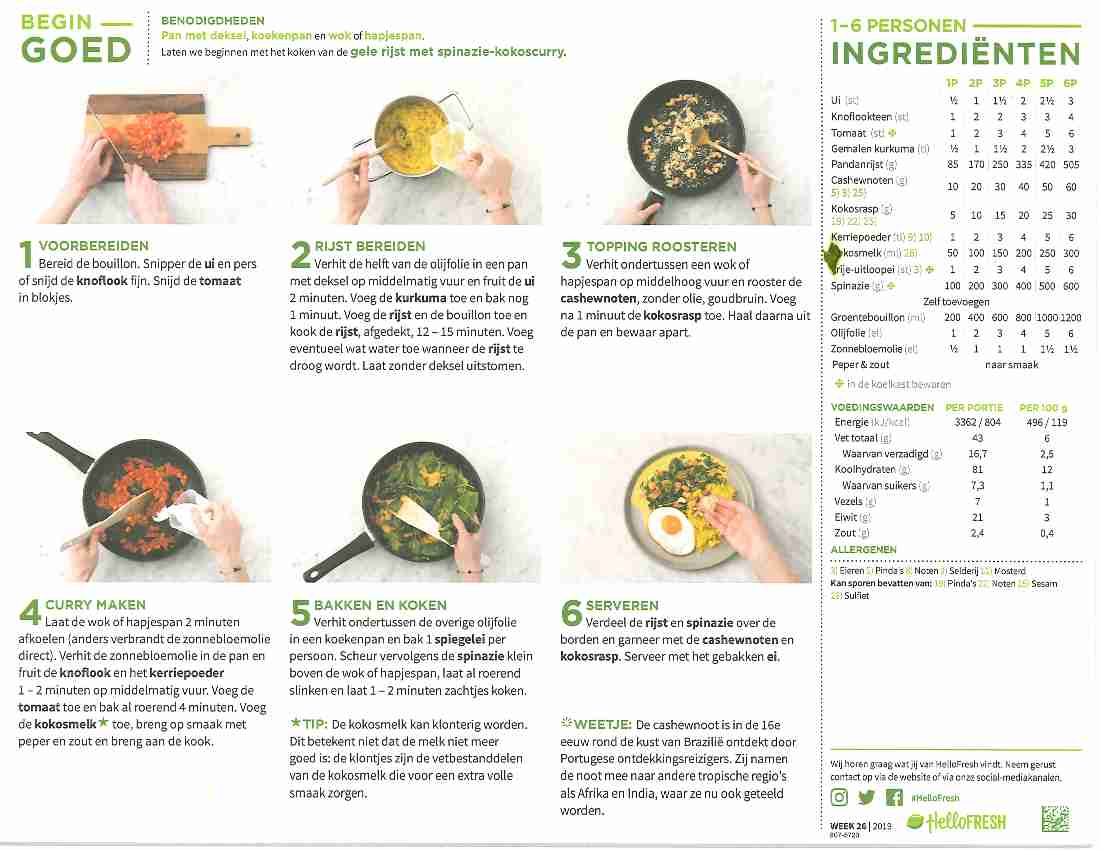 BEGIN
GOED
BENODIGDHEDEN
Pan met deksel, koekenpan en wok of hapjespan.
Laten we beginnen met het koken van de gele rijst met spinazie-kokoscurry.
1 VOORBEREIDEN
Bereid de bouillon. Snipper de ui en pers
of snijd de knoflook fijn. Snijd de tomaat
in blokjes.
2 RIJST BEREIDEN
Verhit de helft van de olijfolie in een pan
met deksel op middelmatig vuur en fruit de ui
2 minuten. Voeg de kurkuma toe en bak nog
1 minuut. Voeg de rijst en de bouillon toe en
kook de rijst, afgedekt, 12 – 15 minuten. Voeg
eventueel wat water toe wanneer de rijst te
droog wordt. Laat zonder deksel uitstomen.
3 TOPPING ROOSTEREN
Verhit ondertussen een wok of
hapjespan op middelhoog vuur en rooster de
cashewnoten, zonder olie, goudbruin. Voeg
na 1 minuut de kokosrasp toe. Haal daarna uit
de pan en bewaar apart.
4 CURRY MAKEN
Laat de wok of hapjespan 2 minuten
afkoelen (anders verbrandt de zonnebloemolie
direct). Verhit de zonnebloemolie in de pan en
fruit de knoflook en het kerriepoeder
1 – 2 minuten op middelmatig vuur. Voeg de
tomaat toe en bak al roerend 4 minuten. Voeg
de kokosmelk★ toe, breng op smaak met
peper en zout en breng aan de kook.
5 BAKKEN EN KOKEN
Verhit ondertussen de overige olijfolie
in een koekenpan en bak 1 spiegelei per
persoon. Scheur vervolgens de spinazie klein
boven de wok of hapjespan, laat al roerend
slinken en laat 1 – 2 minuten zachtjes koken.
★TIP: De kokosmelk kan klonterig worden.
Dit betekent niet dat de melk niet meer
goed is: de klontjes zijn de vetbestanddelen
van de kokosmelk die voor een extra volle
smaak zorgen.
6 SERVEREN
Verdeel de rijst en spinazie over de
borden en garneer met de cashewnoten en
kokosrasp. Serveer met het gebakken ei.
WEETJE: De cashewnoot is in de 16e
eeuw rond de kust van Brazilië ontdekt door
Portugese ontdekkingsreizigers. Zij namen
de noot mee naar andere tropische regio's
als Afrika en India, waar ze nu ook geteeld
worden.
1–6 PERSONEN
INGREDIËNTEN
1P 2P 3P 4P 5P 6P
Ui (st) ½ 1 1½ 2 2½ 3
Knoflookteen (st) 1 2 2 3 3 4
Tomaat (st) 1 2 3 4 5 6
Gemalen kurkuma (tl) ½ 1 1½ 2 2½ 3
Pandanrijst (g) 85 170 250 335 420 505
Cashewnoten (g)
5) 8) 25) 10 20 30 40 50 60
Kokosrasp (g)
19) 22) 25) 5 10 15 20 25 30
Kerriepoeder (tl) 9) 10) 1 2 3 4 5 6
Kokosmelk (ml) 26) 50 100 150 200 250 300
Vrije-uitloopei (st) 3) 1 2 3 4 5 6
Spinazie (g) 100 200 300 400 500 600
Zelf toevoegen
Groentebouillon (ml) 200 400 600 800 1000 1200
Olijfolie (el) 1 2 3 4 5 6
Zonnebloemolie (el) ½ 1 1 1 1½ 1½
Peper & zout naar smaak
in de koelkast bewaren
VOEDINGSWAARDEN PER PORTIE PER 100 g
Energie (kJ/kcal) 3362 / 804 496 / 119
Vet totaal (g) 43 6
Waarvan verzadigd (g) 16,7 2,5
Koolhydraten (g) 81 12
Waarvan suikers (g) 7,3 1,1
Vezels (g) 7 1
Eiwit (g) 21 3
Zout (g) 2,4 0,4
ALLERGENEN
3) Eieren 5) Pinda's 8) Noten 9) Selderij 10) Mosterd
Kan sporen bevatten van: 19) Pinda's 22) Noten 25) Sesam
Sulfiet
Wij horen graag wat jij van HelloFresh vindt. Neem gerust
contact op via de website of via onze social-mediakanalen.
#HelloFresh
WEEK 26 | 2019
HelloFRESH